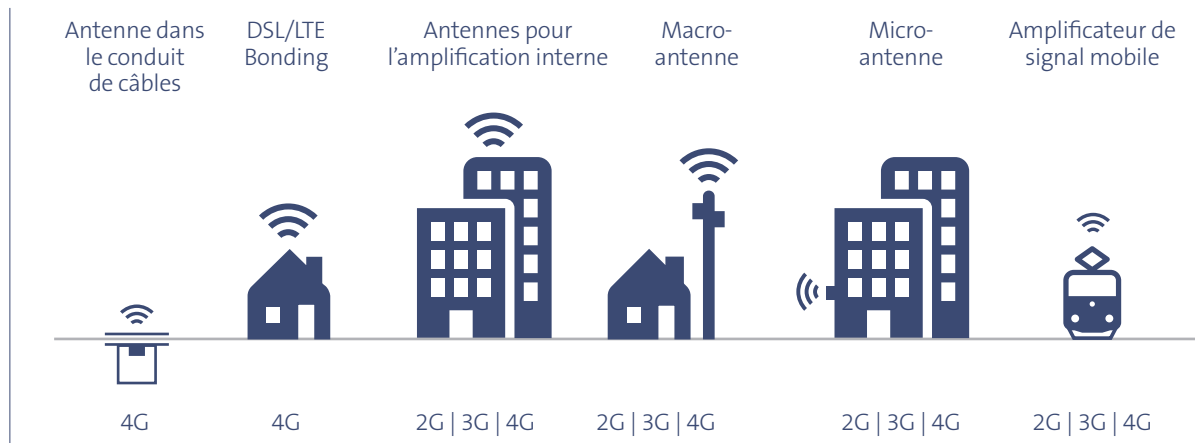 Antenne dans
le conduit
de câbles
DSL/LTE
Bonding
Antennes pour
l’amplification interne
Macro-
antenne
Micro-
antenne
Amplificateur de
signal mobile
4G
4G
2G | 3G | 4G
2G | 3G | 4G
2G | 3G | 4G
2G | 3G | 4G